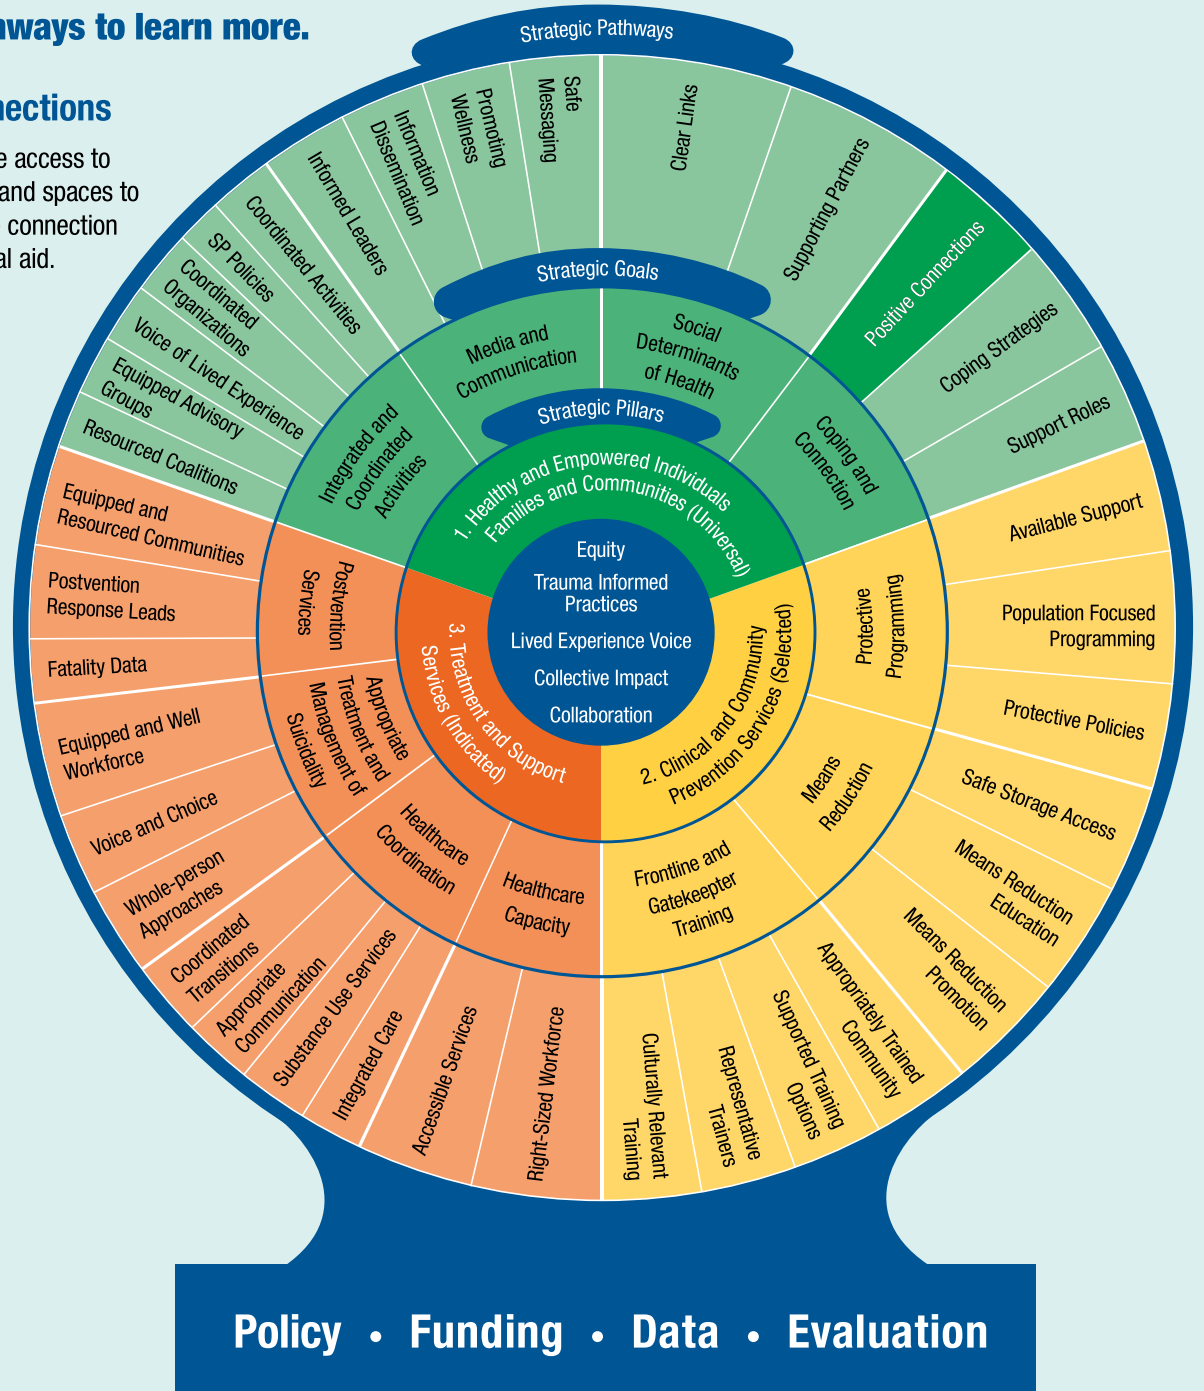 ways to learn more.
nections
e access to
and spaces to
connection
al aid.
Strategic Pathways
Safe
Messaging
Promoting
Wellness
Information
Dissemination
Informed Leaders
Coordinated Activities
SP Policies
Coordinated
Organizations
Voice of Lived Experience
Equipped Advisory
Groups
Resourced Coalitions
Clear Links
Supporting Partners
Positive Connections
Coping Strategies
Support Roles
Strategic Goals
Integrated and
Coordinated
Activities
Media and
Communication
Social
Determinants
of Health
Coping and
Connection
Strategic Pillars
1. Healthy and Empowered Individuals
Families and Communities (Universal)
Equity
Trauma Informed
Practices
Lived Experience Voice
Collective Impact
Collaboration
2. Clinical and Community
Prevention Services (Selected)
3. Treatment and Support
Services (Indicated)
Protective
Programming
Available Support
Population Focused
Programming
Protective Policies
Means
Reduction
Safe Storage Access
Means Reduction
Education
Means Reduction
Promotion
Frontline and
Gatekeeper
Training
Appropriately Trained
Community
Supported Training
Options
Representative
Trainers
Culturally Relevant
Training
Healthcare
Capacity
Right-Sized Workforce
Accessible Services
Healthcare
Coordination
Integrated Care
Substance Use Services
Appropriate
Communication
Coordinated
Transitions
Appropriate
Treatment and
Management of
Suicidality
Whole-person
Approaches
Voice and Choice
Equipped and Well
Workforce
Postvention
Services
Fatality Data
Postvention
Response Leads
Equipped and
Resourced Communities
Policy • Funding • Data • Evaluation